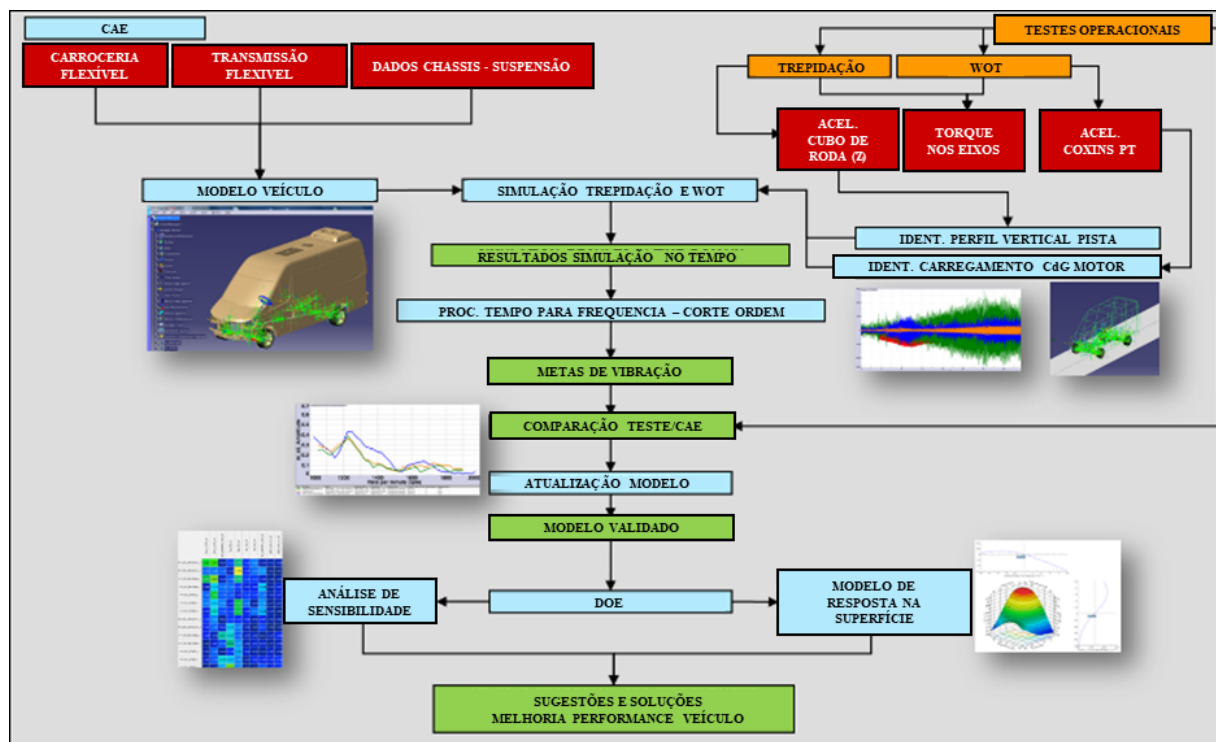 CAE
CARROCERIA
FLEXÍVEL
TRANSMISSÃO
FLEXIVEL
DADOS CHASSIS - SUSPENSÃO
TESTES OPERACIONAIS
TREPIDAÇÃO
WOT
ACEL.
CUBO DE
RODA (Z)
TORQUE
NOS EIXOS
ACEL.
COXINS PT
MODELO VEÍCULO
SIMULAÇÃO TREPIDAÇÃO E WOT
IDENT. PERFIL VERTICAL PISTA
RESULTADOS SIMULAÇÃO NO TEMPO
IDENT. CARREGAMENTO CdG MOTOR
PROC. TEMPO PARA FREQUENCIA – CORTE ORDEM
METAS DE VIBRAÇÃO
COMPARAÇÃO TESTE/CAE
ATUALIZAÇÃO MODELO
MODELO VALIDADO
ANÁLISE DE
SENSIBILIDADE
DOE
MODELO DE
RESPOSTA NA
SUPERFÍCIE
SUGESTÕES E SOLUÇÕES
MELHORIA PERFORMANCE VEÍCULO